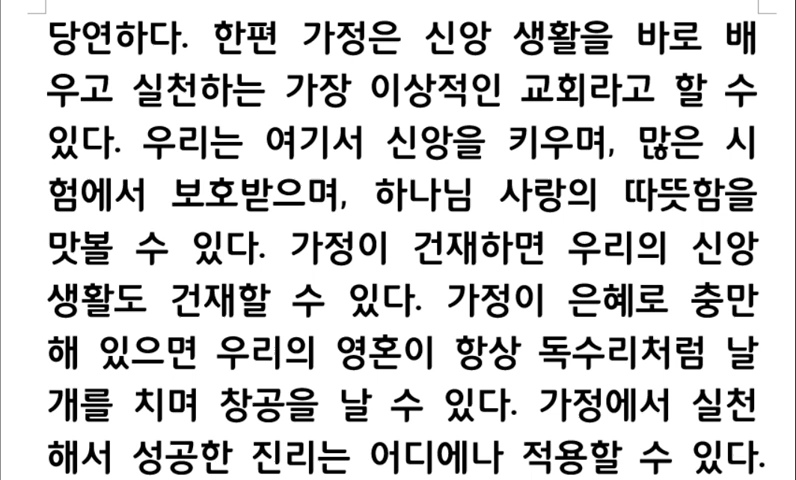 당연하다. 한편 가정은 신앙 생활을 바로 배
우고 실천하는 가장 이상적인 교회라고 할 수
있다. 우리는 여기서 신앙을 키우며, 많은 시
험에서 보호받으며, 하나님 사랑의 따뜻함을
맛볼 수 있다. 가정이 건재하면 우리의 신앙
생활도 건재할 수 있다. 가정이 은혜로 충만
해 있으면 우리의 영혼이 항상 독수리처럼 날
개를 치며 창공을 날 수 있다. 가정에서 실천
해서 성공한 진리는 어디에나 적용할 수 있다.